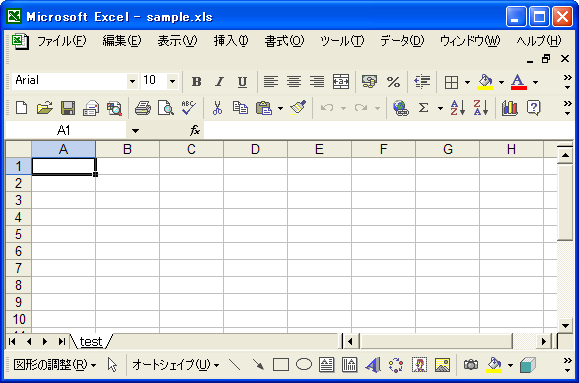 Microsoft Excel - sample.xls
ファイル(F) 編集(E) 表示(V) 挿入(I) 書式(O) ツール(T) データ(D) ウィンドウ(W) ヘルプ(H)
Arial 10 B I U %
ABC Σ A Z Z A ?
A1 fx
A B C D E F G H
1
2
3
4
5
6
7
8
9
10
test
図形の調整(R) オートシェイプ(U) A A